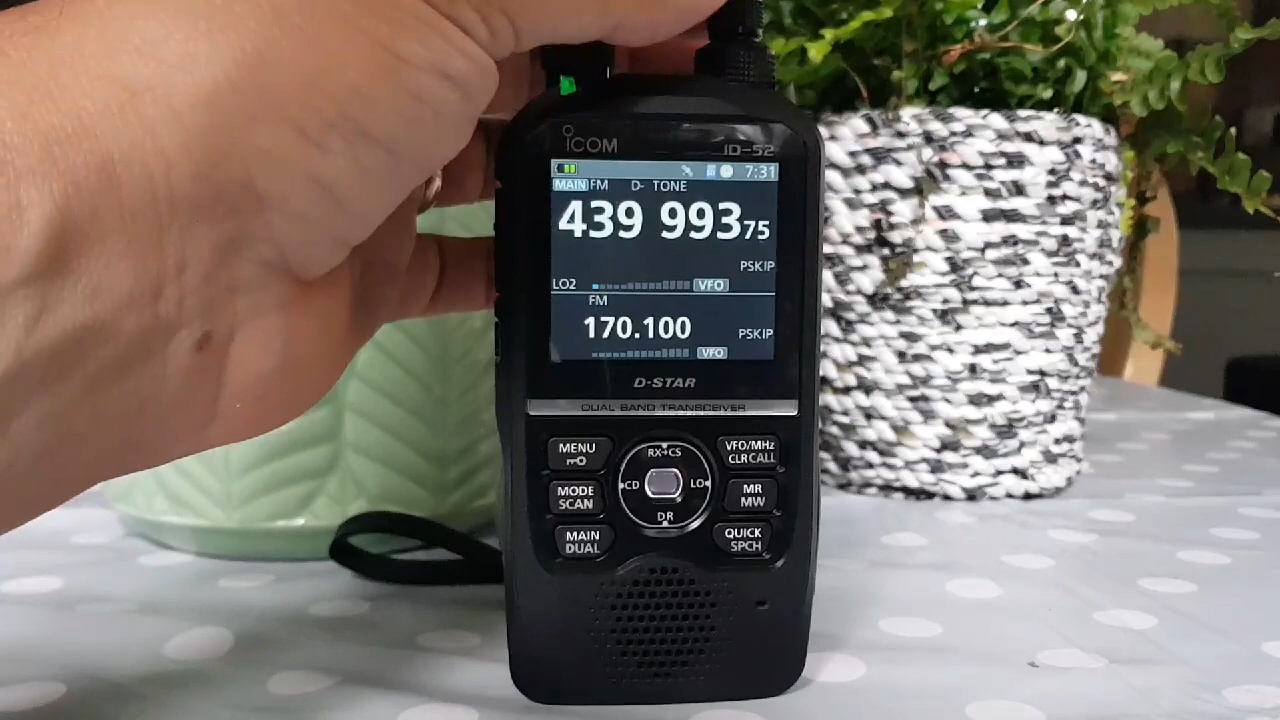 iCOM ID-52
7:31
MAIN FM D- TONE
439 993 75
PSKIP
LO2 VFO
FM
170.100 PSKIP
VFO
D-STAR
DUAL BAND TRANSCEIVER
MENU RX→CS VFO/MHz
CLR CALL
MODE CD LO MR
SCAN MW
MAIN DR QUICK
DUAL SPCH